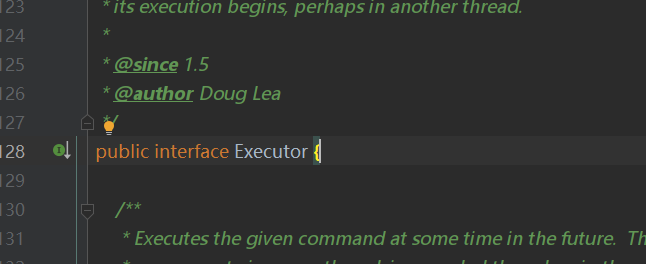 123 * its execution begins, perhaps in another thread.
124 *
125 * @since 1.5
126 * @author Doug Lea
127 */
128 public interface Executor {
129
130 /**
131 * Executes the given command at some time in the future. Th